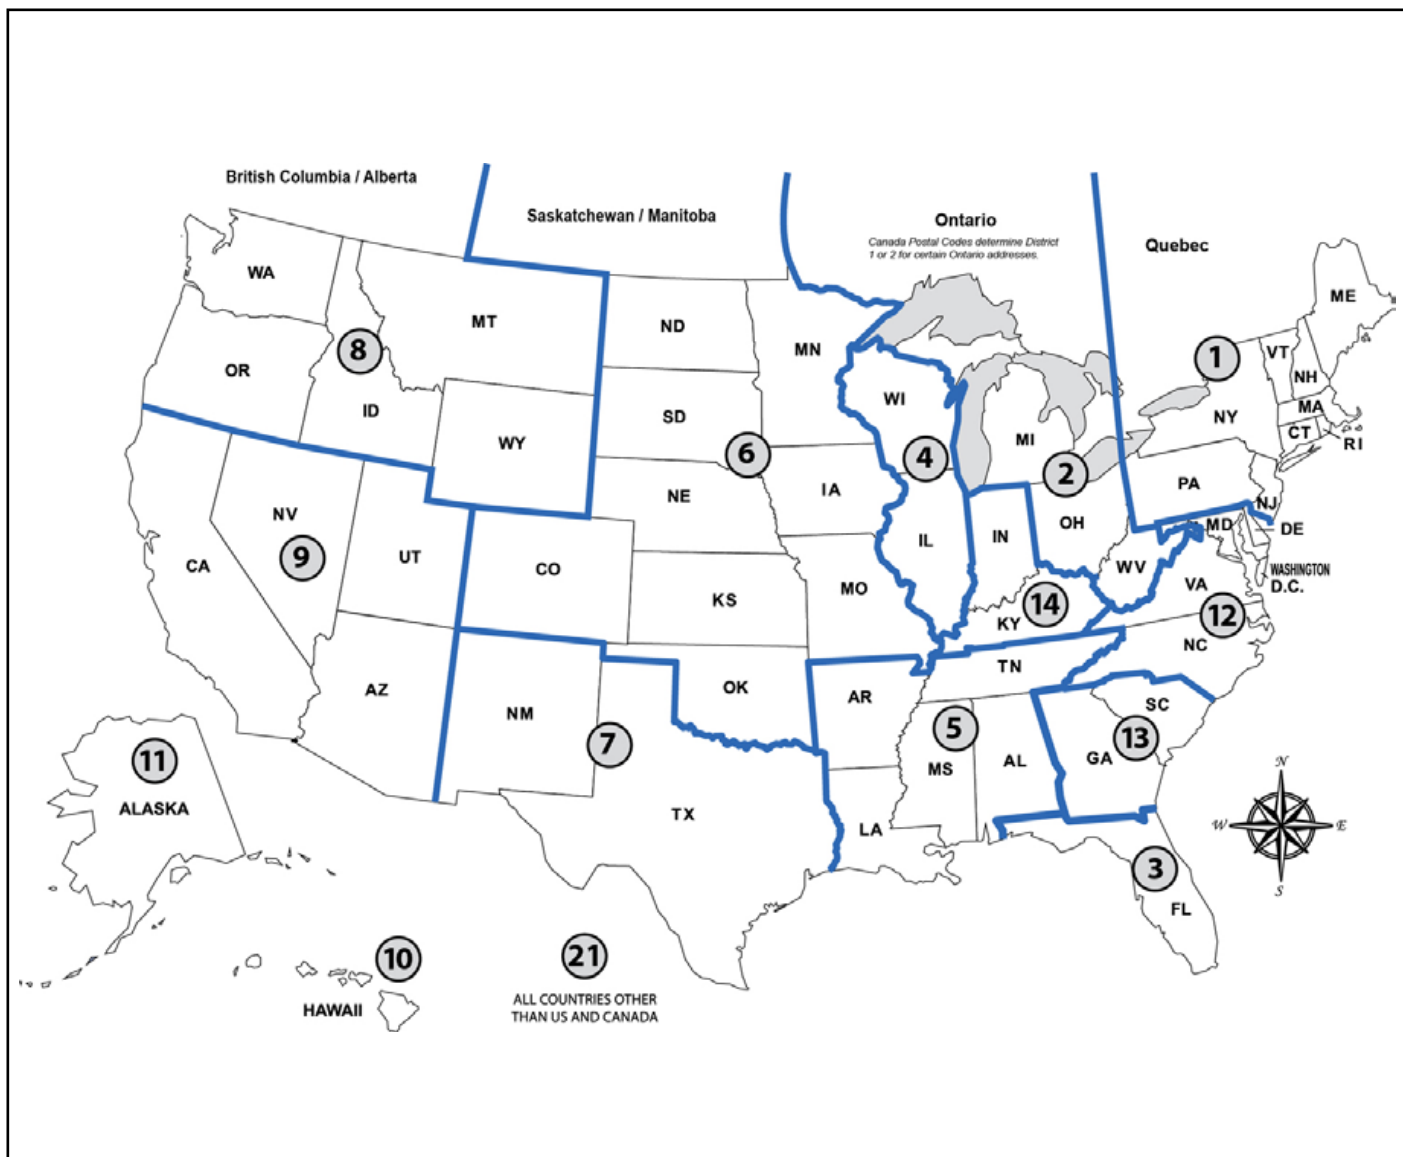 British Columbia / Alberta
Saskatchewan / Manitoba
Ontario
Canada Postal Codes determine District
1 or 2 for certain Ontario addresses.
Quebec
WA
MT
ND
MN
ME
OR
8
ID
WY
SD
WI
MI
1
VT
NH
NY
MA
CT
RI
6
4
2
NE
IA
PA
NJ
NV
9
UT
CO
IL
IN
OH
MD
DE
CA
WV
WASHINGTON
D.C.
KS
MO
VA
14
KY
12
NC
AZ
NM
OK
AR
TN
SC
7
5
13
GA
MS
AL
11
ALASKA
TX
LA
N
W
E
S
3
FL
10
HAWAII
21
ALL COUNTRIES OTHER
THAN US AND CANADA